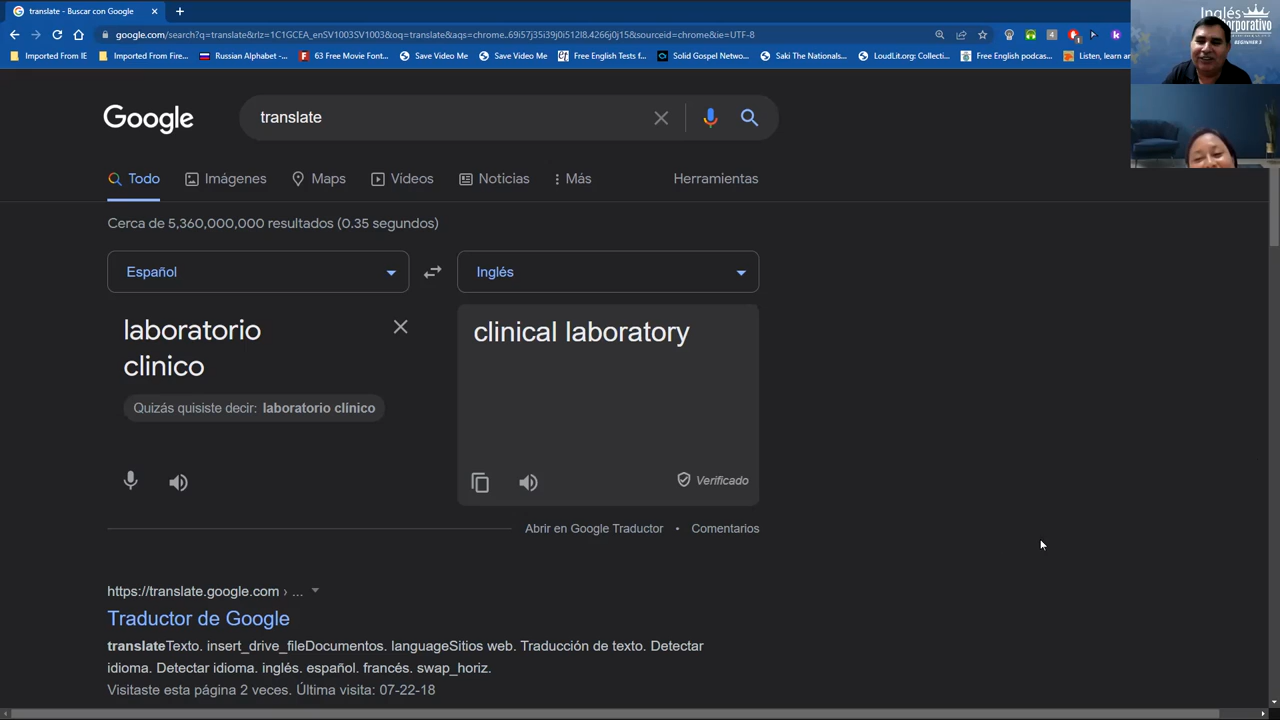 translate - Buscar con Google
google.com/search?q=translate&rlz=1C1GCEA_enSV1003SV1003&oq=translate&aqs=chrome..69i57j35i39j0i512l8.4266j0j15&sourceid=chrome&ie=UTF-8
Imported From IE
Imported From Fire...
Russian Alphabet -...
63 Free Movie Font...
Save Video Me
Save Video Me
Free English Tests f...
Solid Gospel Netwo...
Saki The Nationals...
LoudLit.org: Collecti...
Free English podcas...
Listen, learn an
Inglés
BEGINNER 2
Google
translate
Todo
Imágenes
Maps
Videos
Noticias
Más
Herramientas
Cerca de 5,360,000,000 resultados (0.35 segundos)
Español
Inglés
laboratorio
clinico
clinical laboratory
Quizás quisiste decir: laboratorio clínico
Verificado
Abrir en Google Traductor • Comentarios
https://translate.google.com › ...
Traductor de Google
translateTexto. insert_drive_fileDocumentos. languageSitios web. Traducción de texto. Detectar
idioma. Detectar idioma. inglés. español. francés. swap_horiz.
Visitaste esta página 2 veces. Última visita: 07-22-18